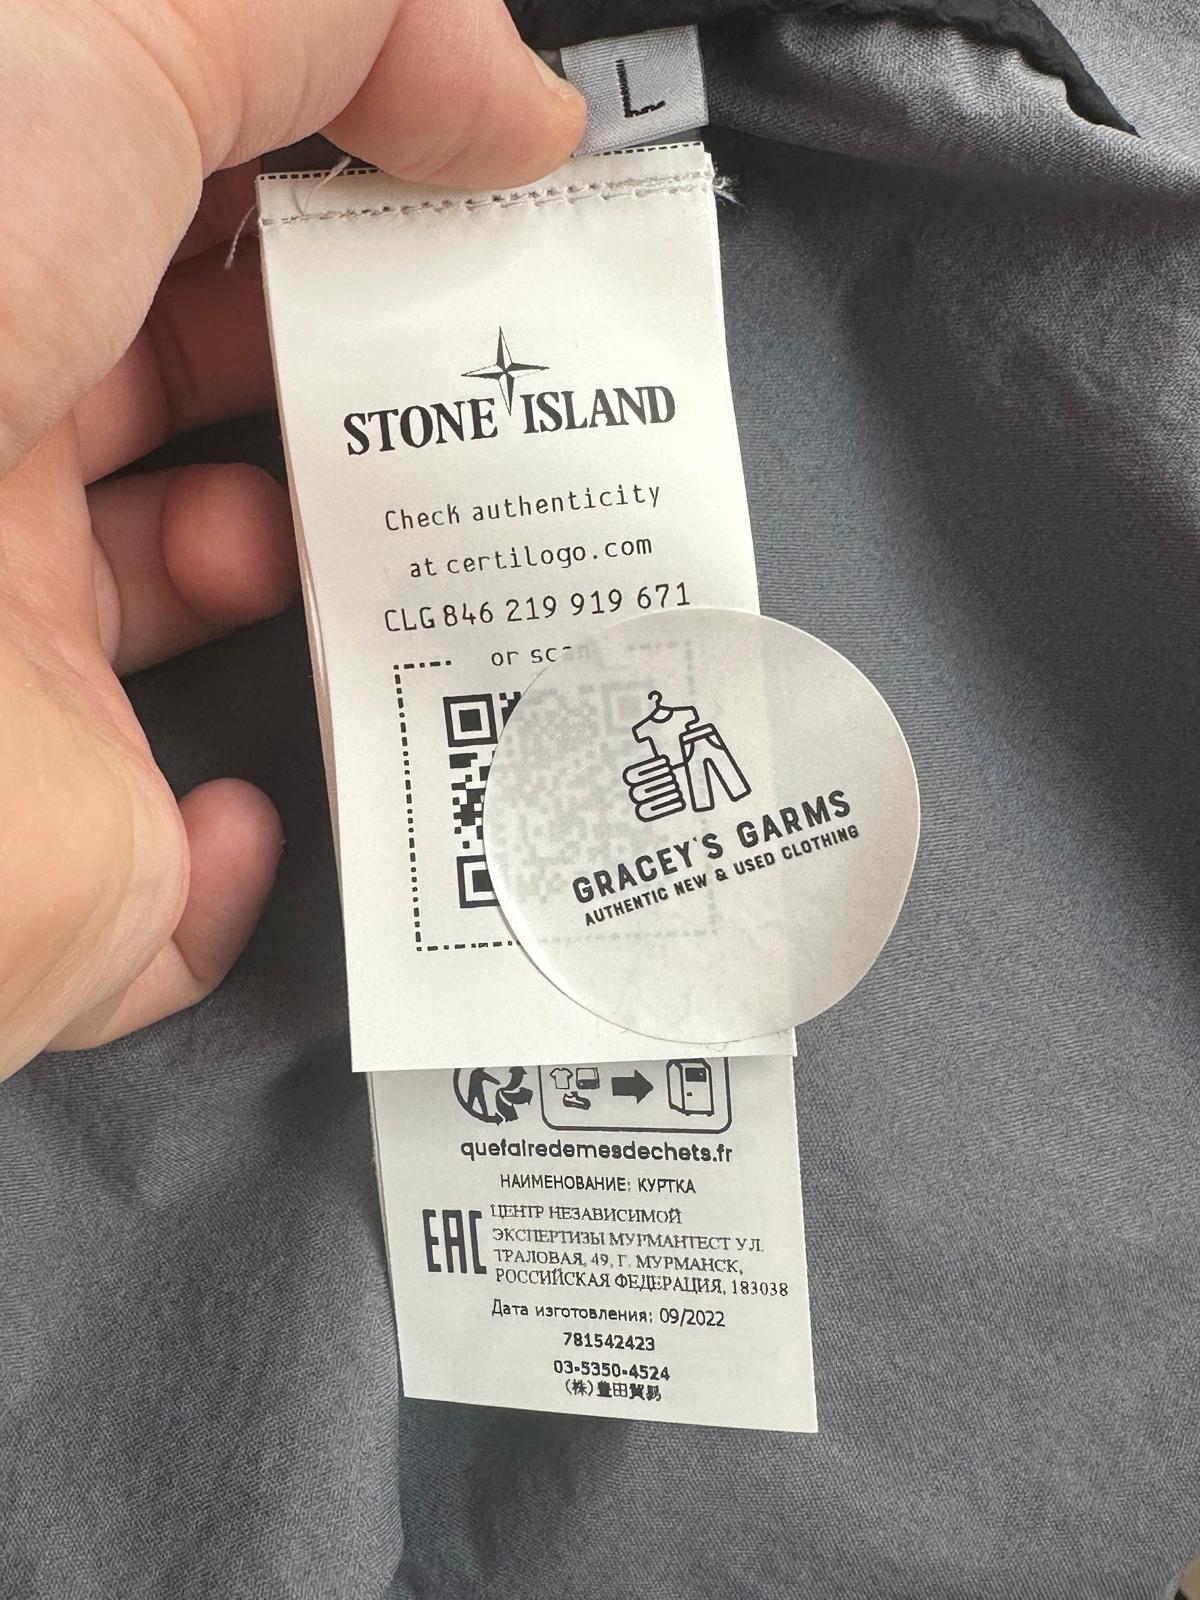 L
STONE ISLAND
Check authenticity
at certilogo.com
CLG 846 219 919 671
or scan
GRACEY'S GARMS
AUTHENTIC NEW & USED CLOTHING
quefairedemesdechets.fr
НАИМЕНОВАНИЕ: КУРТКА
EAC
ЦЕНТР НЕЗАВИСИМОЙ
ЭКСПЕРТИЗЫ МУРМАНТЕСТ УЛ.
ТРАЛОВАЯ, 49, Г. МУРМАНСК,
РОССИЙСКАЯ ФЕДЕРАЦИЯ, 183038
Дата изготовления: 09/2022
781542423
03-5350-4524
(株)豊田貿易